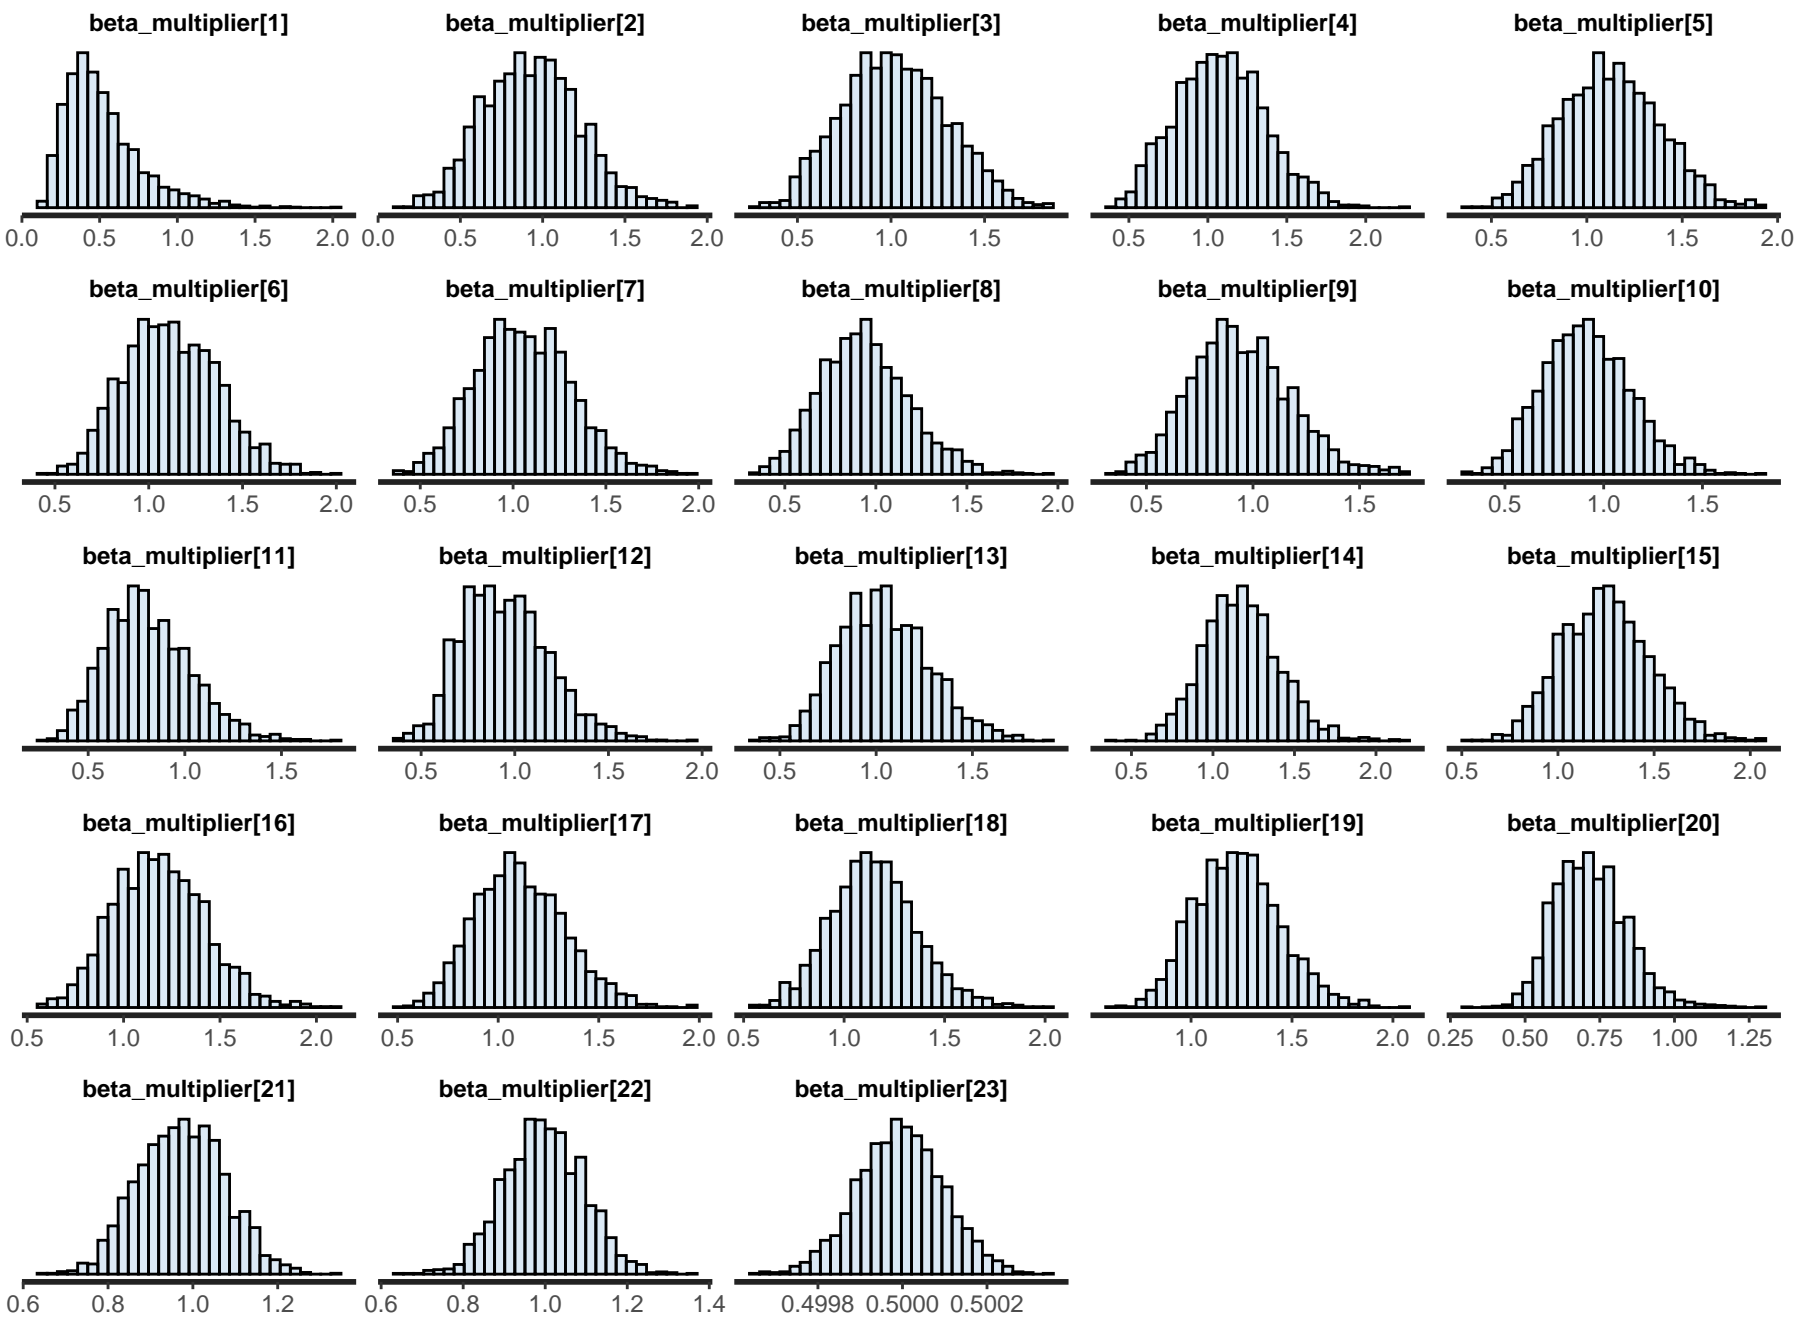 beta_multiplier[1] beta_multiplier[2] beta_multiplier[3] beta_multiplier[4] beta_multiplier[5]
0.0 0.5 1.0 1.5 2.0 0.0 0.5 1.0 1.5 2.0 0.5 1.0 1.5 0.5 1.0 1.5 2.0 0.5 1.0 1.5 2.0
beta_multiplier[6] beta_multiplier[7] beta_multiplier[8] beta_multiplier[9] beta_multiplier[10]
0.5 1.0 1.5 2.0 0.5 1.0 1.5 2.0 0.5 1.0 1.5 2.0 0.5 1.0 1.5 0.5 1.0 1.5
beta_multiplier[11] beta_multiplier[12] beta_multiplier[13] beta_multiplier[14] beta_multiplier[15]
0.5 1.0 1.5 0.5 1.0 1.5 2.0 0.5 1.0 1.5 0.5 1.0 1.5 2.0 0.5 1.0 1.5 2.0
beta_multiplier[16] beta_multiplier[17] beta_multiplier[18] beta_multiplier[19] beta_multiplier[20]
0.5 1.0 1.5 2.0 0.5 1.0 1.5 2.0 0.5 1.0 1.5 2.0 1.0 1.5 2.0 0.25 0.50 0.75 1.00 1.25
beta_multiplier[21] beta_multiplier[22] beta_multiplier[23]
0.6 0.8 1.0 1.2 0.6 0.8 1.0 1.2 1.4 0.4998 0.5000 0.5002